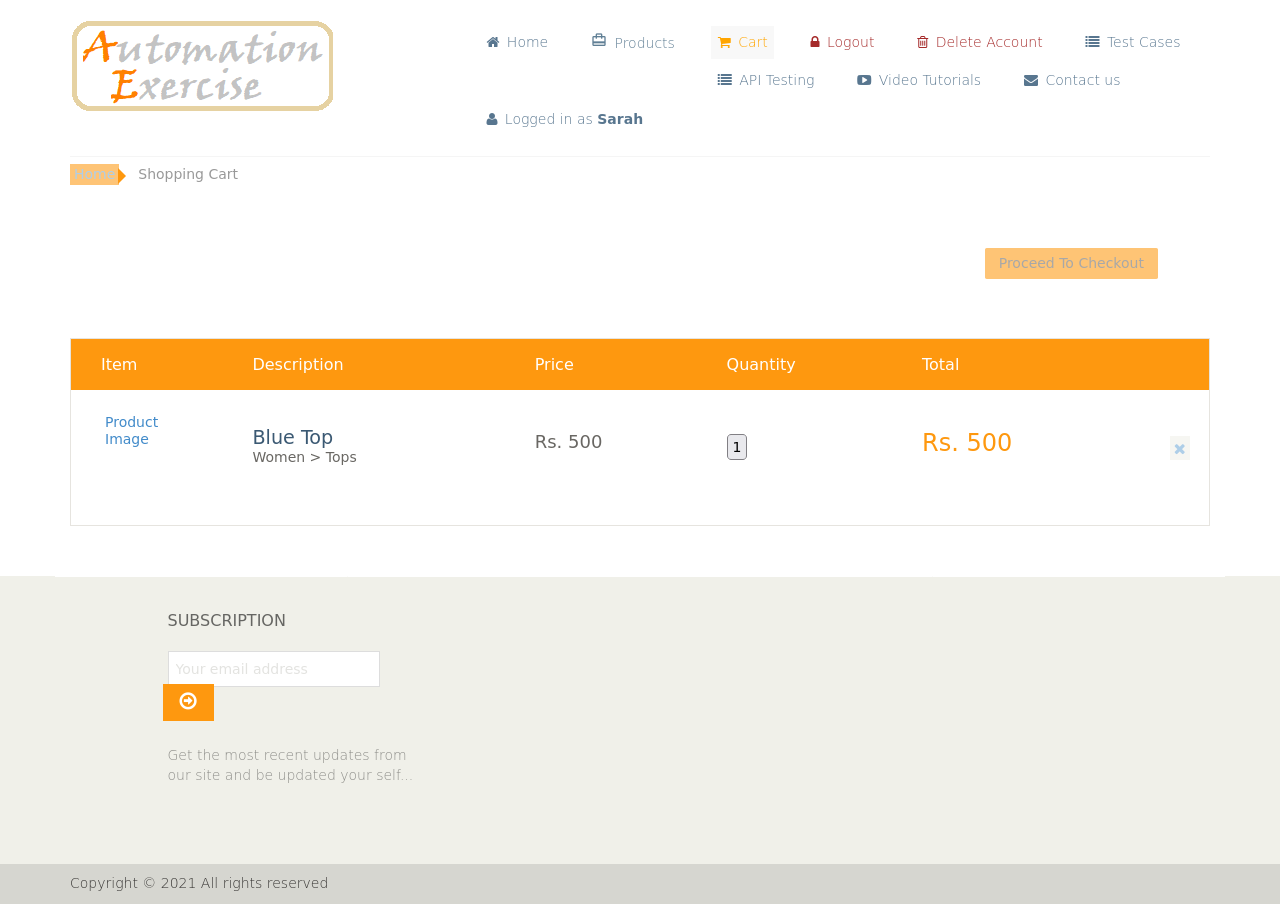 Automation
Exercise
Home
Products
Cart
Logout
Delete Account
Test Cases
API Testing
Video Tutorials
Contact us
Logged in as Sarah
Home
Shopping Cart
Proceed To Checkout
Item Description Price Quantity Total
Product
Image
Blue Top
Women > Tops
Rs. 500
1
Rs. 500
SUBSCRIPTION
Your email address
Get the most recent updates from
our site and be updated your self...
Copyright © 2021 All rights reserved